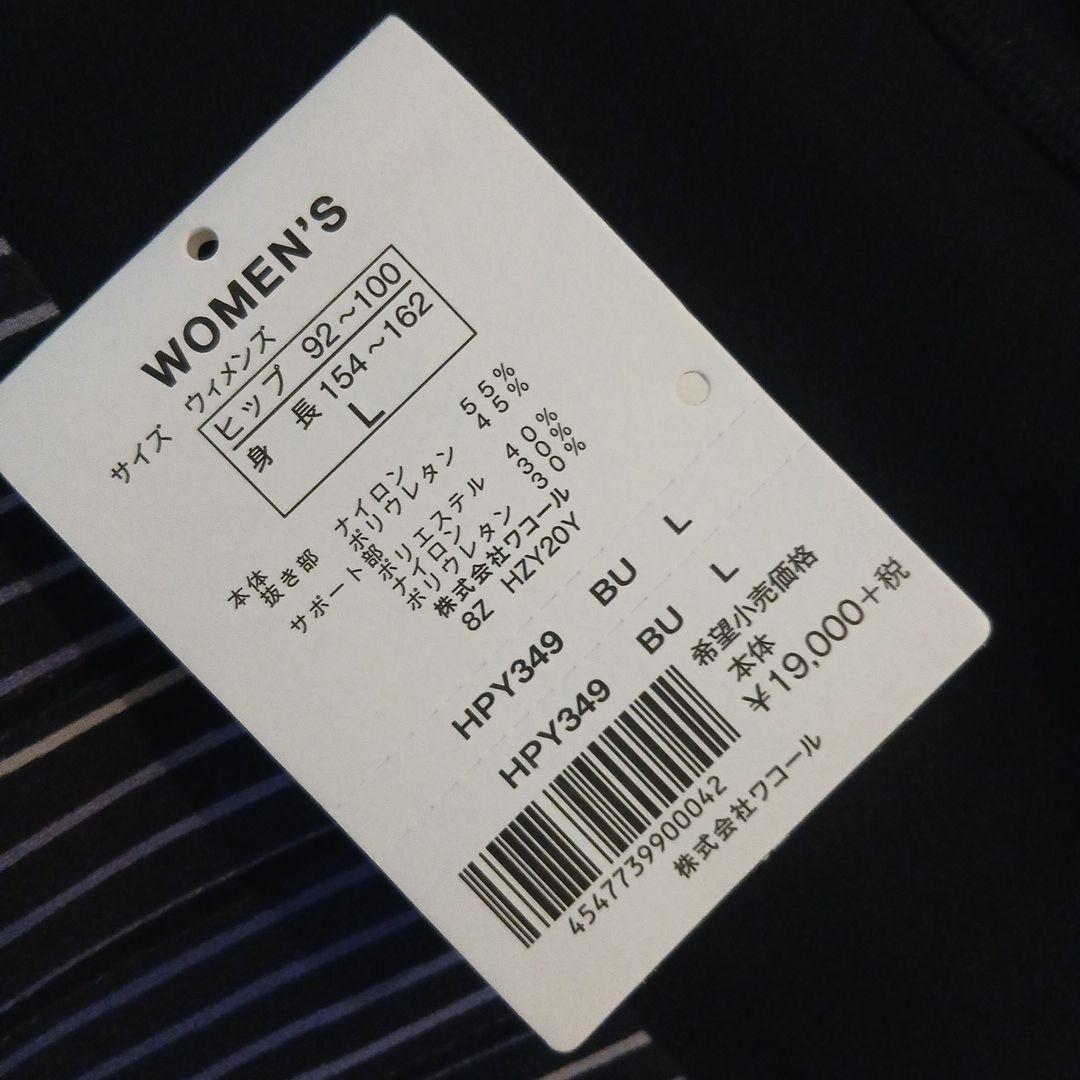 WOMEN'S
サイズ ウィメンズ
ヒップ 92～100
身 長 154～162
L
本体 ナイロン 55%
抜き部 ポリウレタン 45%
サポート部 ポリエステル 40%
ナイロン 30%
ポリウレタン 30%
株式会社ワコール
8Z HZY20Y
HPY349 BU L
HPY349 BU L
希望小売価格
本体
¥19,000+税
4547739900042
株式会社ワコール